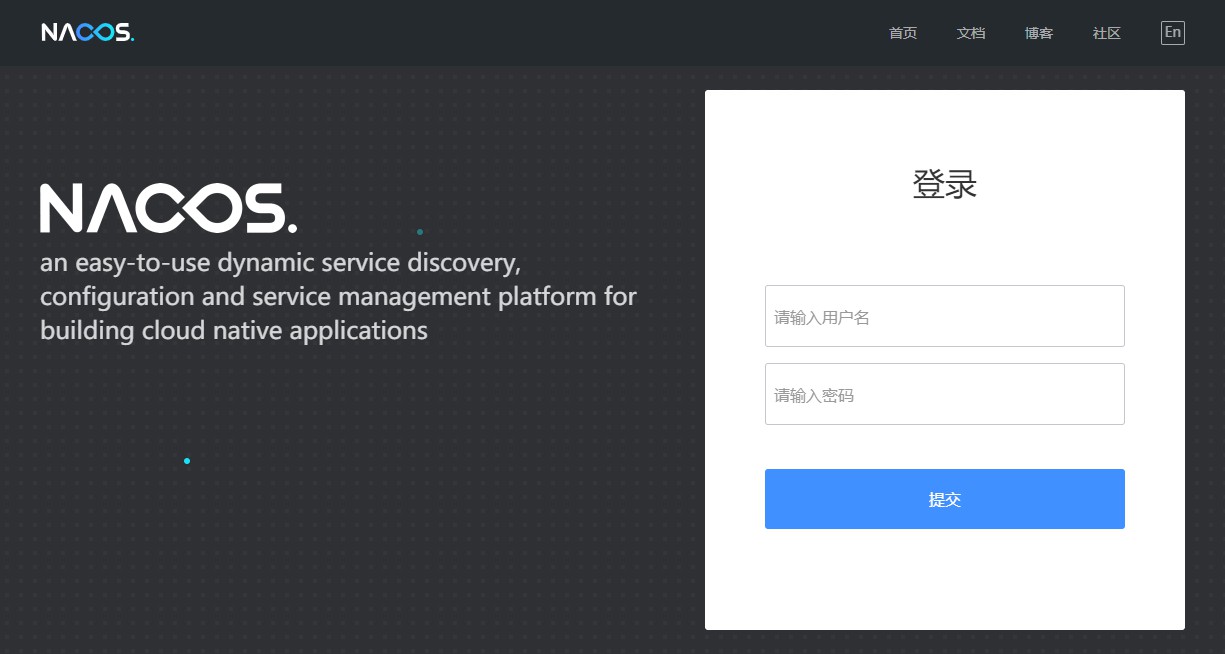 NACOS.
首页 文档 博客 社区 En
NACOS.
an easy-to-use dynamic service discovery,
configuration and service management platform for
building cloud native applications
登录
请输入用户名
请输入密码
提交